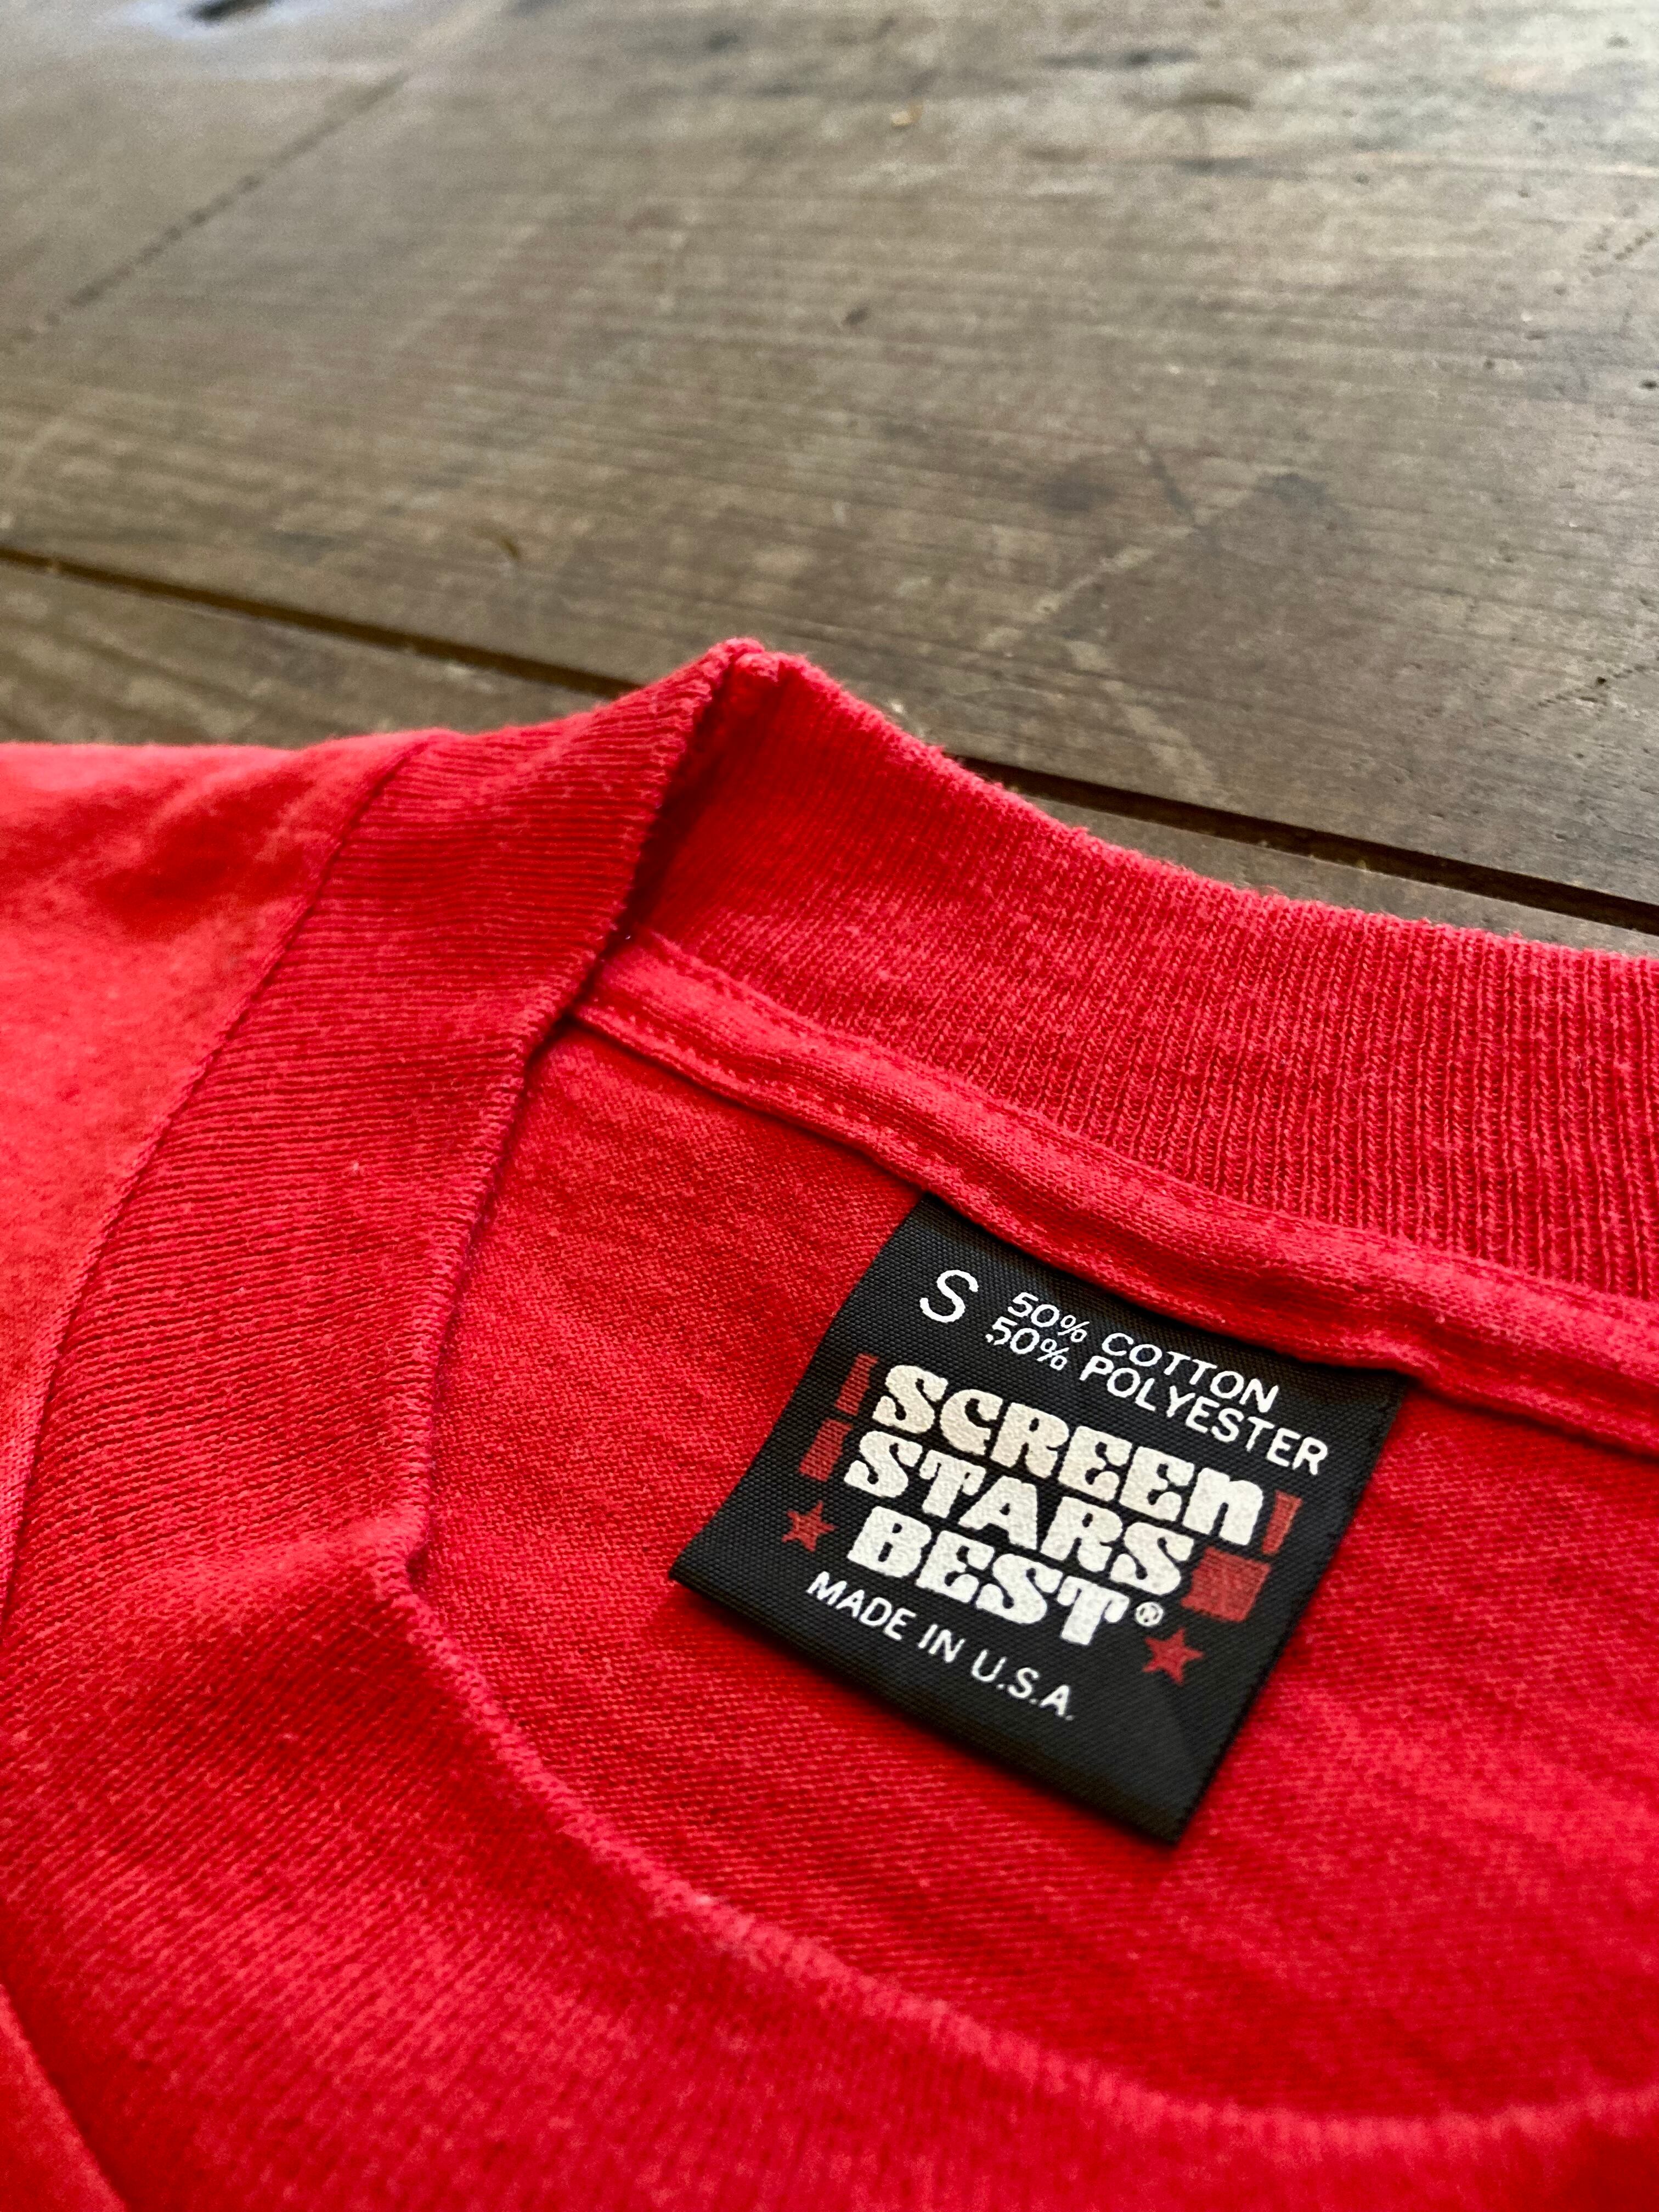 S 50% COTTON
50% POLYESTER
SCREEN
STARS
BEST®
MADE IN U.S.A.